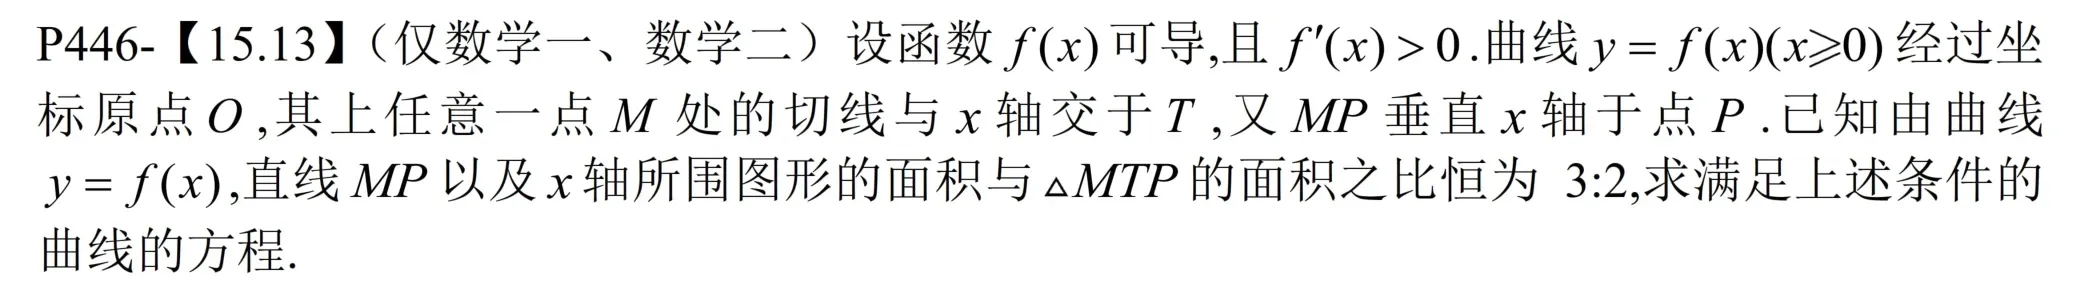 P446-【15.13】（仅数学一、数学二）设函数 f(x) 可导,且 f′(x) > 0 .曲线 y = f(x)(x⩾0) 经过坐
标原点 O ,其上任意一点 M 处的切线与 x 轴交于 T ,又 MP 垂直 x 轴于点 P .已知由曲线
y = f(x),直线 MP 以及 x 轴所围图形的面积与 △MTP 的面积之比恒为 3:2,求满足上述条件的
曲线的方程.